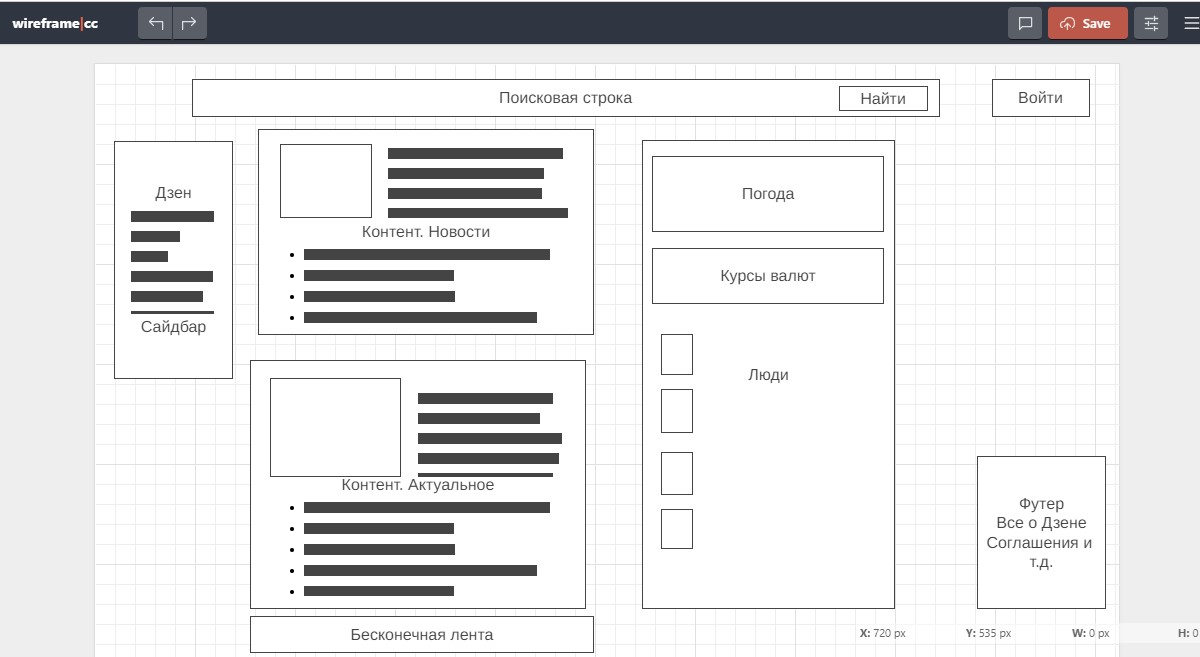 wireframe|cc
Save
Поисковая строка
Найти
Войти
Дзен
Сайдбар
Контент. Новости
Контент. Актуальное
Бесконечная лента
Погода
Курсы валют
Люди
Футер
Все о Дзене
Соглашения и
т.д.
X: 720 px
Y: 535 px
W: 0 px
H: 0